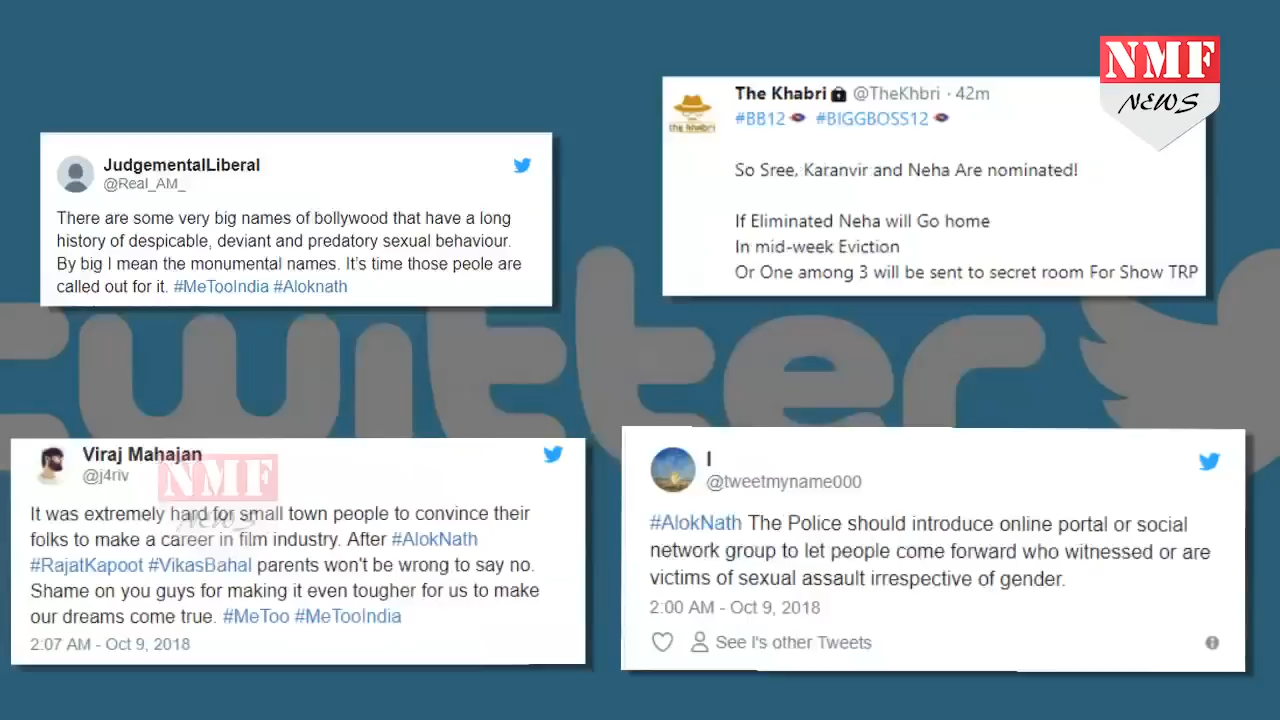 NMF
NEWS
JudgementalLiberal
@Real_AM_
There are some very big names of bollywood that have a long
history of despicable, deviant and predatory sexual behaviour.
By big I mean the monumental names. It's time those peole are
called out for it. #MeTooIndia #Aloknath
The Khabri @TheKhbri · 42m
the khabri
#BB12 #BIGGBOSS12
So Sree, Karanvir and Neha Are nominated!
If Eliminated Neha will Go home
In mid-week Eviction
Or One among 3 will be sent to secret room For Show TRP
twitter
Viraj Mahajan
@j4riv
NMF
NEWS
It was extremely hard for small town people to convince their
folks to make a career in film industry. After #AlokNath
#RajatKapoot #VikasBahal parents won't be wrong to say no.
Shame on you guys for making it even tougher for us to make
our dreams come true. #MeToo #MeTooIndia
2:07 AM - Oct 9, 2018
I
@tweetmyname000
#AlokNath The Police should introduce online portal or social
network group to let people come forward who witnessed or are
victims of sexual assault irrespective of gender.
2:00 AM - Oct 9, 2018
See I's other Tweets